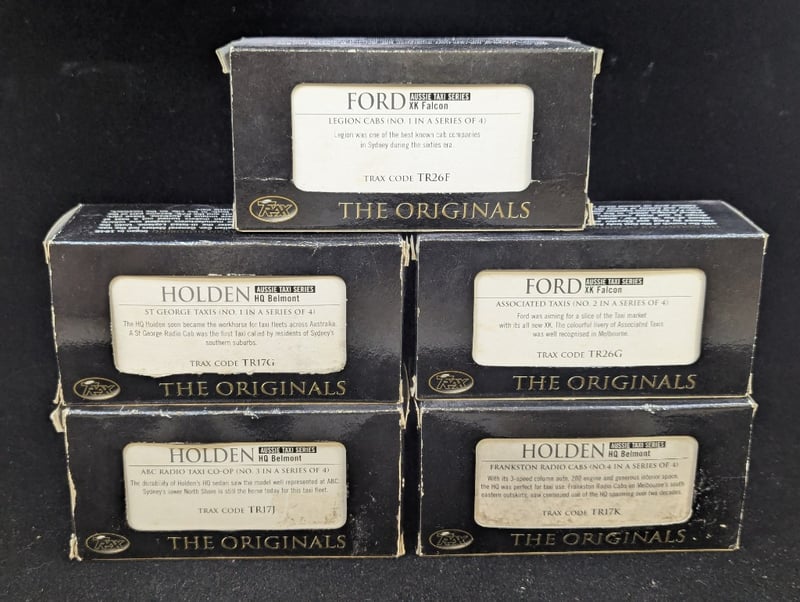 FORD AUSSIE TAXI SERIES
XK Falcon
LEGION CABS (NO. 1 IN A SERIES OF 4)
Legion was one of the best known cab companies
in Sydney during the sixties era.
TRAX CODE TR26F
TRAX THE ORIGINALS
HOLDEN AUSSIE TAXI SERIES
HQ Belmont
ST GEORGE TAXIS (NO. 1 IN A SERIES OF 4)
The HQ Holden soon became the workhorse for taxi fleets across Australia.
A St George Radio Cab was the first Taxi called by residents of Sydney's
southern suburbs.
TRAX CODE TR17G
TRAX THE ORIGINALS
FORD AUSSIE TAXI SERIES
XK Falcon
ASSOCIATED TAXIS (NO. 2 IN A SERIES OF 4)
Ford was aiming for a slice of the Taxi market
with its all new XK. The colourful livery of Associated Taxis
was well recognised in Melbourne.
TRAX CODE TR26G
TRAX THE ORIGINALS
HOLDEN AUSSIE TAXI SERIES
HQ Belmont
ABC RADIO TAXI CO-OP (NO. 3 IN A SERIES OF 4)
The durability of Holden's HQ sedan saw the model well represented at ABC.
Sydney's lower North Shore is still the home today for this taxi fleet.
TRAX CODE TR17J
TRAX THE ORIGINALS
HOLDEN AUSSIE TAXI SERIES
HQ Belmont
FRANKSTON RADIO CABS (NO.4 IN A SERIES OF 4)
With its 3-speed column auto, 202 engine and generous interior space,
the HQ was perfect for taxi use. Frankston Radio Cabs on Melbourne's south
eastern outskirts, saw continued use of the HQ spanning over two decades.
TRAX CODE TR17K
TRAX THE ORIGINALS